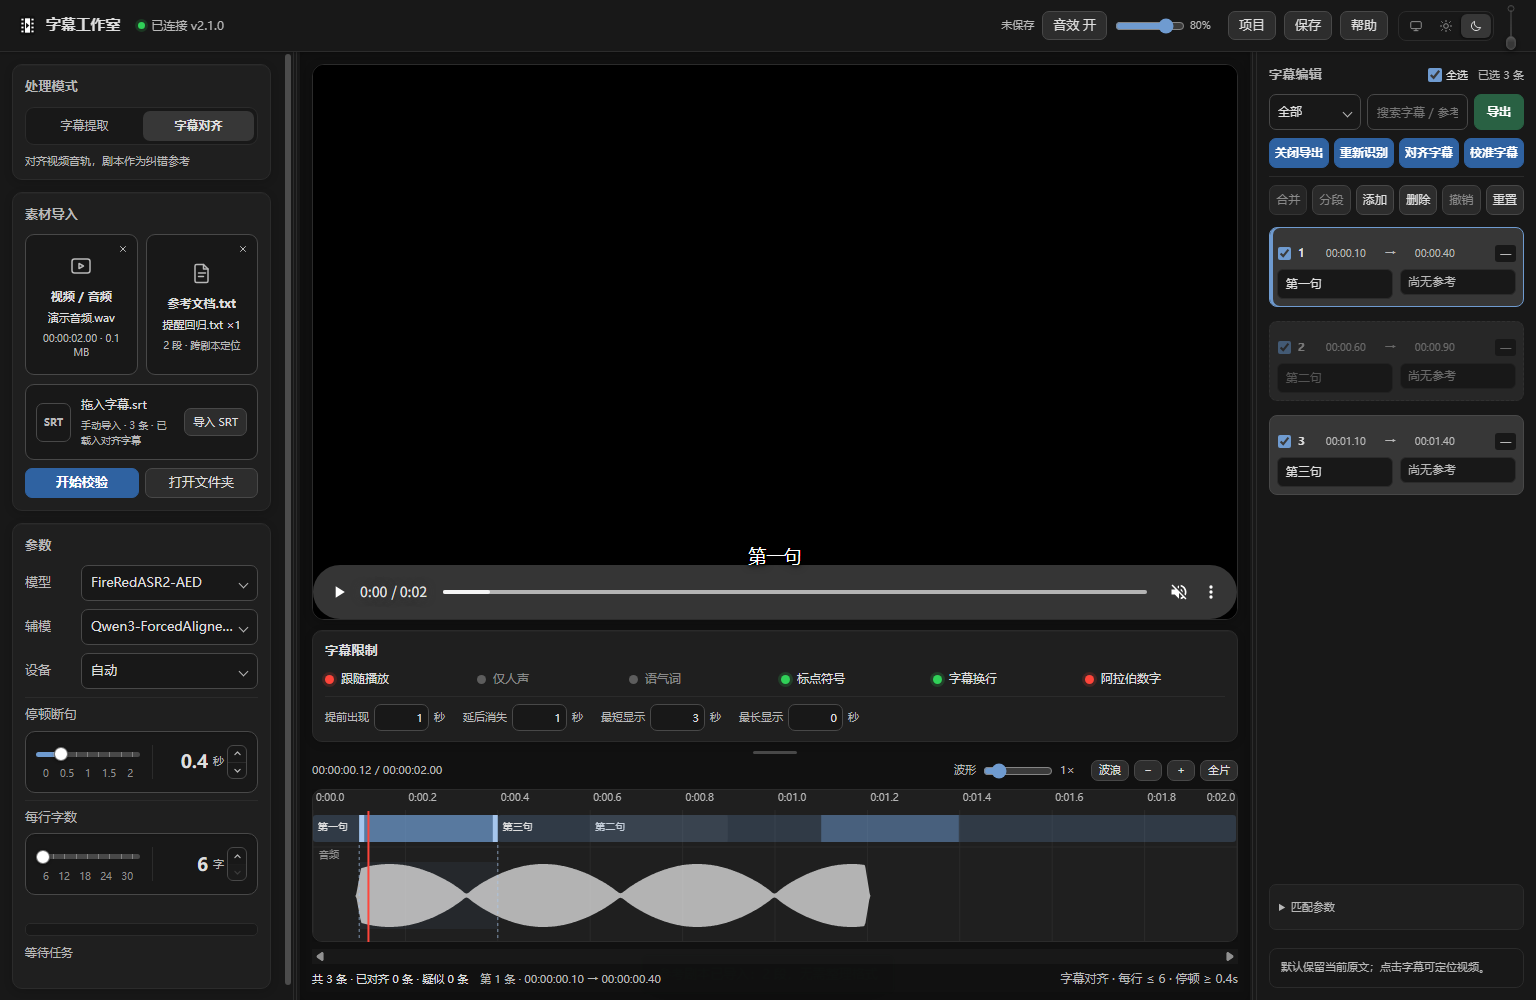 字幕工作室
已连接 v2.1.0
未保存
音效 开
80%
项目
保存
帮助
处理模式
字幕提取
字幕对齐
对齐视频音轨，剧本作为纠错参考
素材导入
×
视频 / 音频
演示音频.wav
00:00:02.00 · 0.1
MB
×
参考文档.txt
提醒回归.txt ×1
2 段 · 跨剧本定位
SRT
拖入字幕.srt
手动导入 · 3 条 · 已
载入对齐字幕
导入 SRT
开始校验
打开文件夹
参数
模型
FireRedASR2-AED
辅模
Qwen3-ForcedAligne...
设备
自动
停顿断句
0 0.5 1 1.5 2
0.4 秒
每行字数
6 12 18 24 30
6 字
等待任务
第一句
0:00 / 0:02
字幕限制
跟随播放
仅人声
语气词
标点符号
字幕换行
阿拉伯数字
提前出现 1 秒
延后消失 1 秒
最短显示 3 秒
最长显示 0 秒
00:00:00.12 / 00:00:02.00
波形
1×
波浪
−
+
全片
0:00.0 0:00.2 0:00.4 0:00.6 0:00.8 0:01.0 0:01.2 0:01.4 0:01.6 0:01.8 0:02.0
第一句
第三句
第二句
音频
共 3 条 · 已对齐 0 条 · 疑似 0 条
第 1 条 · 00:00:00.10 → 00:00:00.40
字幕对齐 · 每行 ≤ 6 · 停顿 ≥ 0.4s
字幕编辑
全选
已选 3 条
全部
搜索字幕 / 参考
导出
关闭导出
重新识别
对齐字幕
校准字幕
合并
分段
添加
删除
撤销
重置
1 00:00.10 → 00:00.40 —
第一句
尚无参考
2 00:00.60 → 00:00.90 —
第二句
尚无参考
3 00:01.10 → 00:01.40 —
第三句
尚无参考
匹配参数
默认保留当前原文；点击字幕可定位视频。